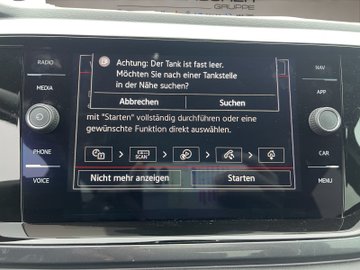 GRUPPE
RADIO
MEDIA
PHONE
VOICE
Achtung: Der Tank ist fast leer.
Möchten Sie nach einer Tankstelle
in der Nähe suchen?
Abbrechen
Suchen
mit "Starten" vollständig durchführen oder eine
gewünschte Funktion direkt auswählen.
SCAN
Nicht mehr anzeigen
Starten
NAV
APP
CAR
MENU